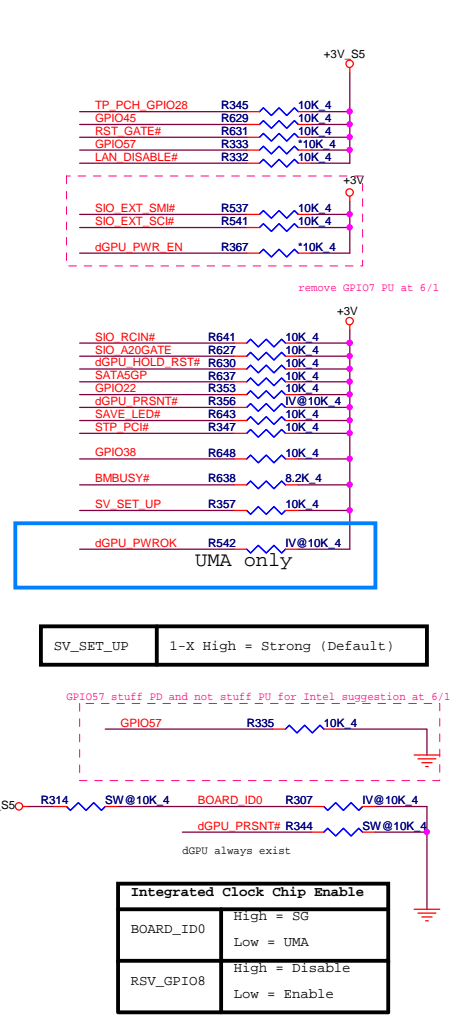 +3V_S5
TP_PCH_GPIO28 R345 10K_4
GPIO45 R629 10K_4
RST_GATE# R631 10K_4
GPIO57 R333 *10K_4
LAN_DISABLE# R332 10K_4
+3V
SIO_EXT_SMI# R537 10K_4
SIO_EXT_SCI# R541 10K_4
dGPU_PWR_EN R367 *10K_4
remove GPIO7 PU at 6/1
+3V
SIO_RCIN# R641 10K_4
SIO_A20GATE R627 10K_4
dGPU_HOLD_RST# R630 10K_4
SATA5GP R637 10K_4
GPIO22 R353 10K_4
dGPU_PRSNT# R356 IV@10K_4
SAVE_LED# R643 10K_4
STP_PCI# R347 10K_4
GPIO38 R648 10K_4
BMBUSY# R638 8.2K_4
SV_SET_UP R357 10K_4
dGPU_PWROK R542 IV@10K_4
UMA only
SV_SET_UP 1-X High = Strong (Default)
GPIO57 stuff PD and not stuff PU for Intel suggestion at 6/1
GPIO57 R335 10K_4
_S5 R314 SW@10K_4 BOARD_ID0 R307 IV@10K_4
dGPU_PRSNT# R344 SW@10K_4
dGPU always exist
Integrated Clock Chip Enable
BOARD_ID0 High = SG
Low = UMA
RSV_GPIO8 High = Disable
Low = Enable